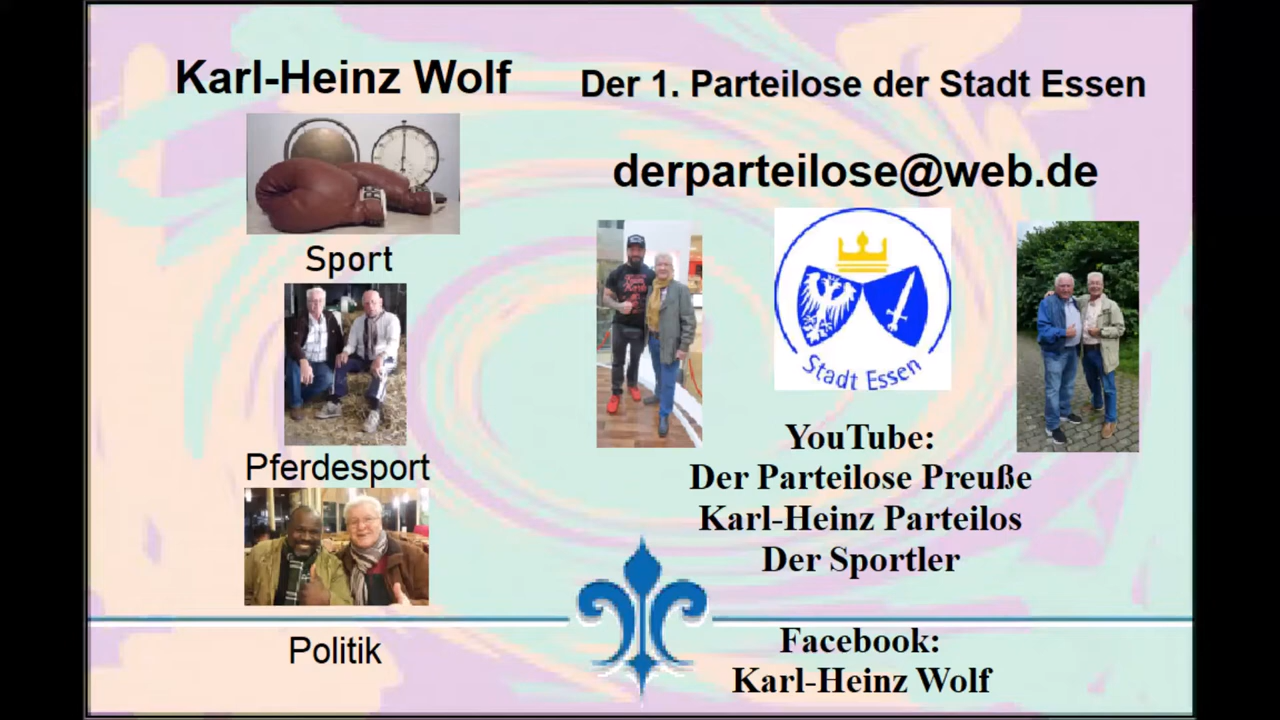 Karl-Heinz Wolf
Der 1. Parteilose der Stadt Essen
derparteilose@web.de
Sport
Pferdesport
Politik
Stadt Essen
YouTube:
Der Parteilose Preuße
Karl-Heinz Parteilos
Der Sportler
Facebook:
Karl-Heinz Wolf